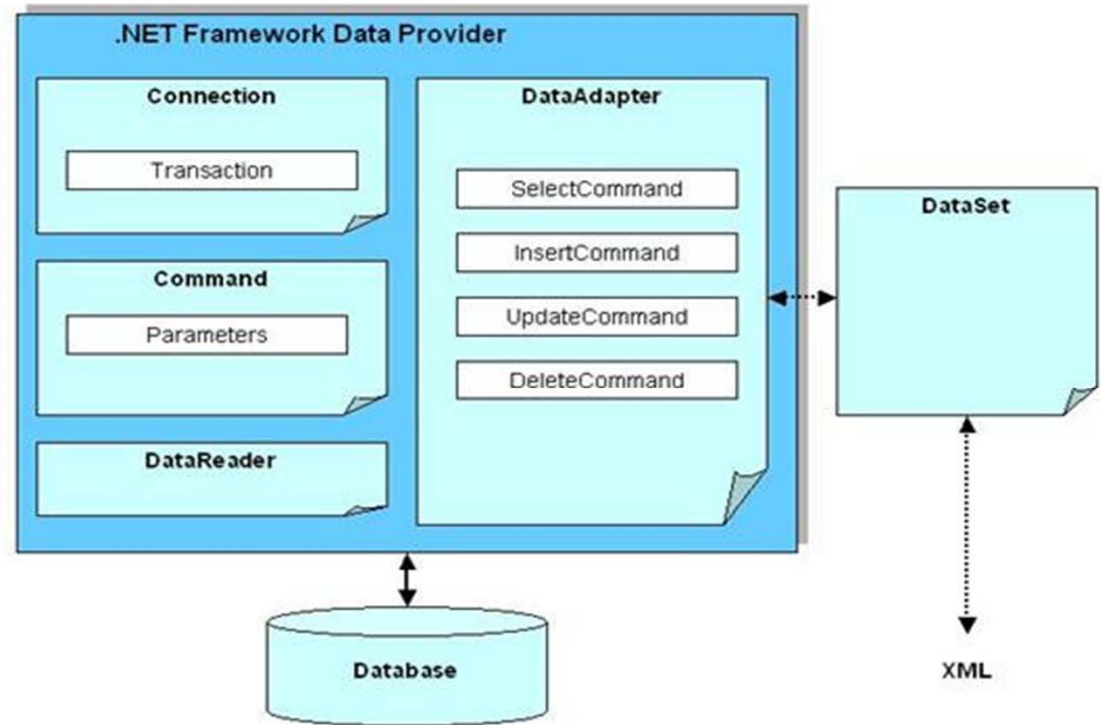 .NET Framework Data Provider
Connection
Transaction
Command
Parameters
DataReader
DataAdapter
SelectCommand
InsertCommand
UpdateCommand
DeleteCommand
DataSet
Database
XML